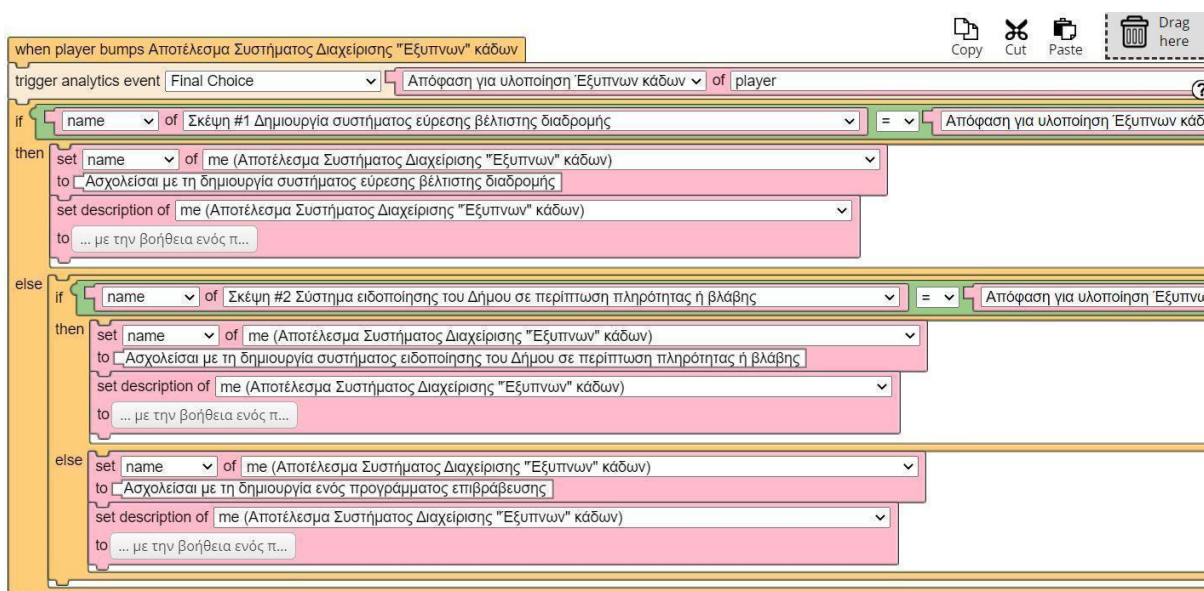 Drag
here
Copy Cut Paste
when player bumps Αποτέλεσμα Συστήματος Διαχείρισης "Έξυπνων" κάδων
trigger analytics event Final Choice Απόφαση για υλοποίηση Έξυπνων κάδων of player
if name of Σκέψη #1 Δημιουργία συστήματος εύρεσης βέλτιστης διαδρομής = Απόφαση για υλοποίηση Έξυπνων κάδ
then set name of me (Αποτέλεσμα Συστήματος Διαχείρισης "Έξυπνων" κάδων)
to Ασχολείσαι με τη δημιουργία συστήματος εύρεσης βέλτιστης διαδρομής
set description of me (Αποτέλεσμα Συστήματος Διαχείρισης "Έξυπνων" κάδων)
to ... με την βοήθεια ενός π...
else if name of Σκέψη #2 Σύστημα ειδοποίησης του Δήμου σε περίπτωση πληρότητας ή βλάβης = Απόφαση για υλοποίηση Έξυπνω
then set name of me (Αποτέλεσμα Συστήματος Διαχείρισης "Έξυπνων" κάδων)
to Ασχολείσαι με τη δημιουργία συστήματος ειδοποίησης του Δήμου σε περίπτωση πληρότητας ή βλάβης
set description of me (Αποτέλεσμα Συστήματος Διαχείρισης "Έξυπνων" κάδων)
to ... με την βοήθεια ενός π...
else set name of me (Αποτέλεσμα Συστήματος Διαχείρισης "Έξυπνων" κάδων)
to Ασχολείσαι με τη δημιουργία ενός προγράμματος επιβράβευσης
set description of me (Αποτέλεσμα Συστήματος Διαχείρισης "Έξυπνων" κάδων)
to ... με την βοήθεια ενός π...